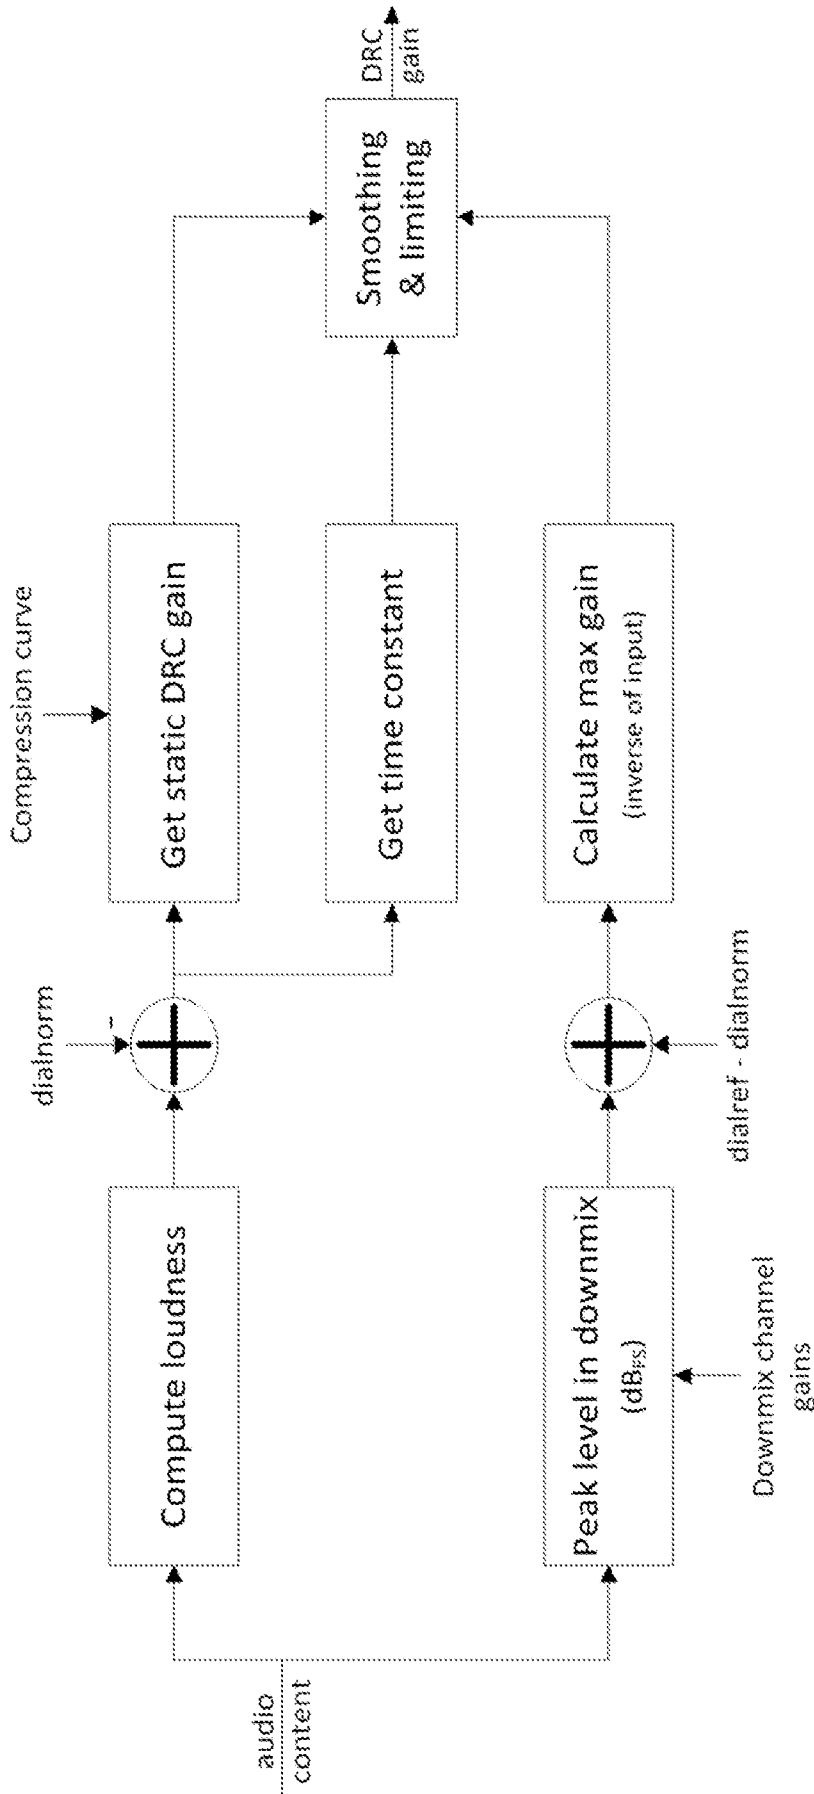 audio
content
Compute loudness
Peak level in downmix
(dBFS)
Downmix channel
gains
dialnorm
-
dialref - dialnorm
Compression curve
Get static DRC gain
Get time constant
Calculate max gain
(inverse of input)
Smoothing
& limiting
DRC
gain